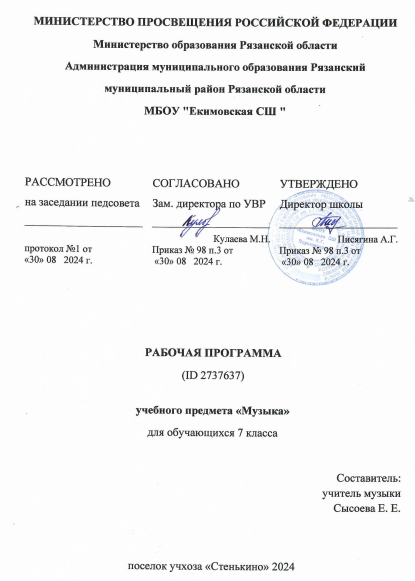 МИНИСТЕРСТВО ПРОСВЕЩЕНИЯ РОССИЙСКОЙ ФЕДЕРАЦИИ
Министерство образования Рязанской области
Администрация муниципального образования Рязанский
муниципальный район Рязанской области
МБОУ "Екимовская СШ "
РАССМОТРЕНО
на заседании педсовета
протокол №1 от
«30» 08 2024 г.
СОГЛАСОВАНО
Зам. директора по УВР
Кулаева М.Н.
Приказ № 98 п.3 от
«30» 08 2024 г.
УТВЕРЖДЕНО
Директор школы
Писягина А.Г.
Приказ № 98 п.3 от
«30» 08 2024 г.
РАБОЧАЯ ПРОГРАММА
(ID 2737637)
учебного предмета «Музыка»
для обучающихся 7 класса
Составитель:
учитель музыки
Сысоева Е. Е.
поселок учхоза «Стенькино» 2024